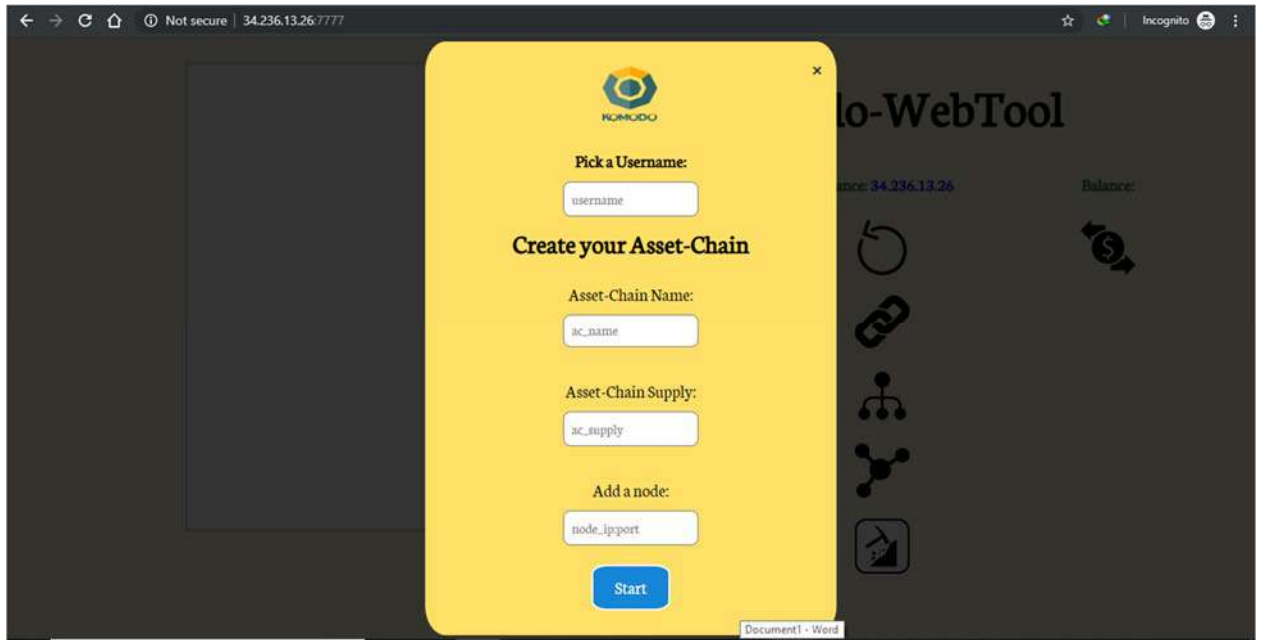 Not secure | 34.236.13.26:7777
Incognito
KOMODO
lo-WebTool
Pick a Username:
username
ance: 34.236.13.26
Balance:
Create your Asset-Chain
Asset-Chain Name:
ac_name
Asset-Chain Supply:
ac_supply
Add a node:
node_ip:port
Start
Document1 - Word